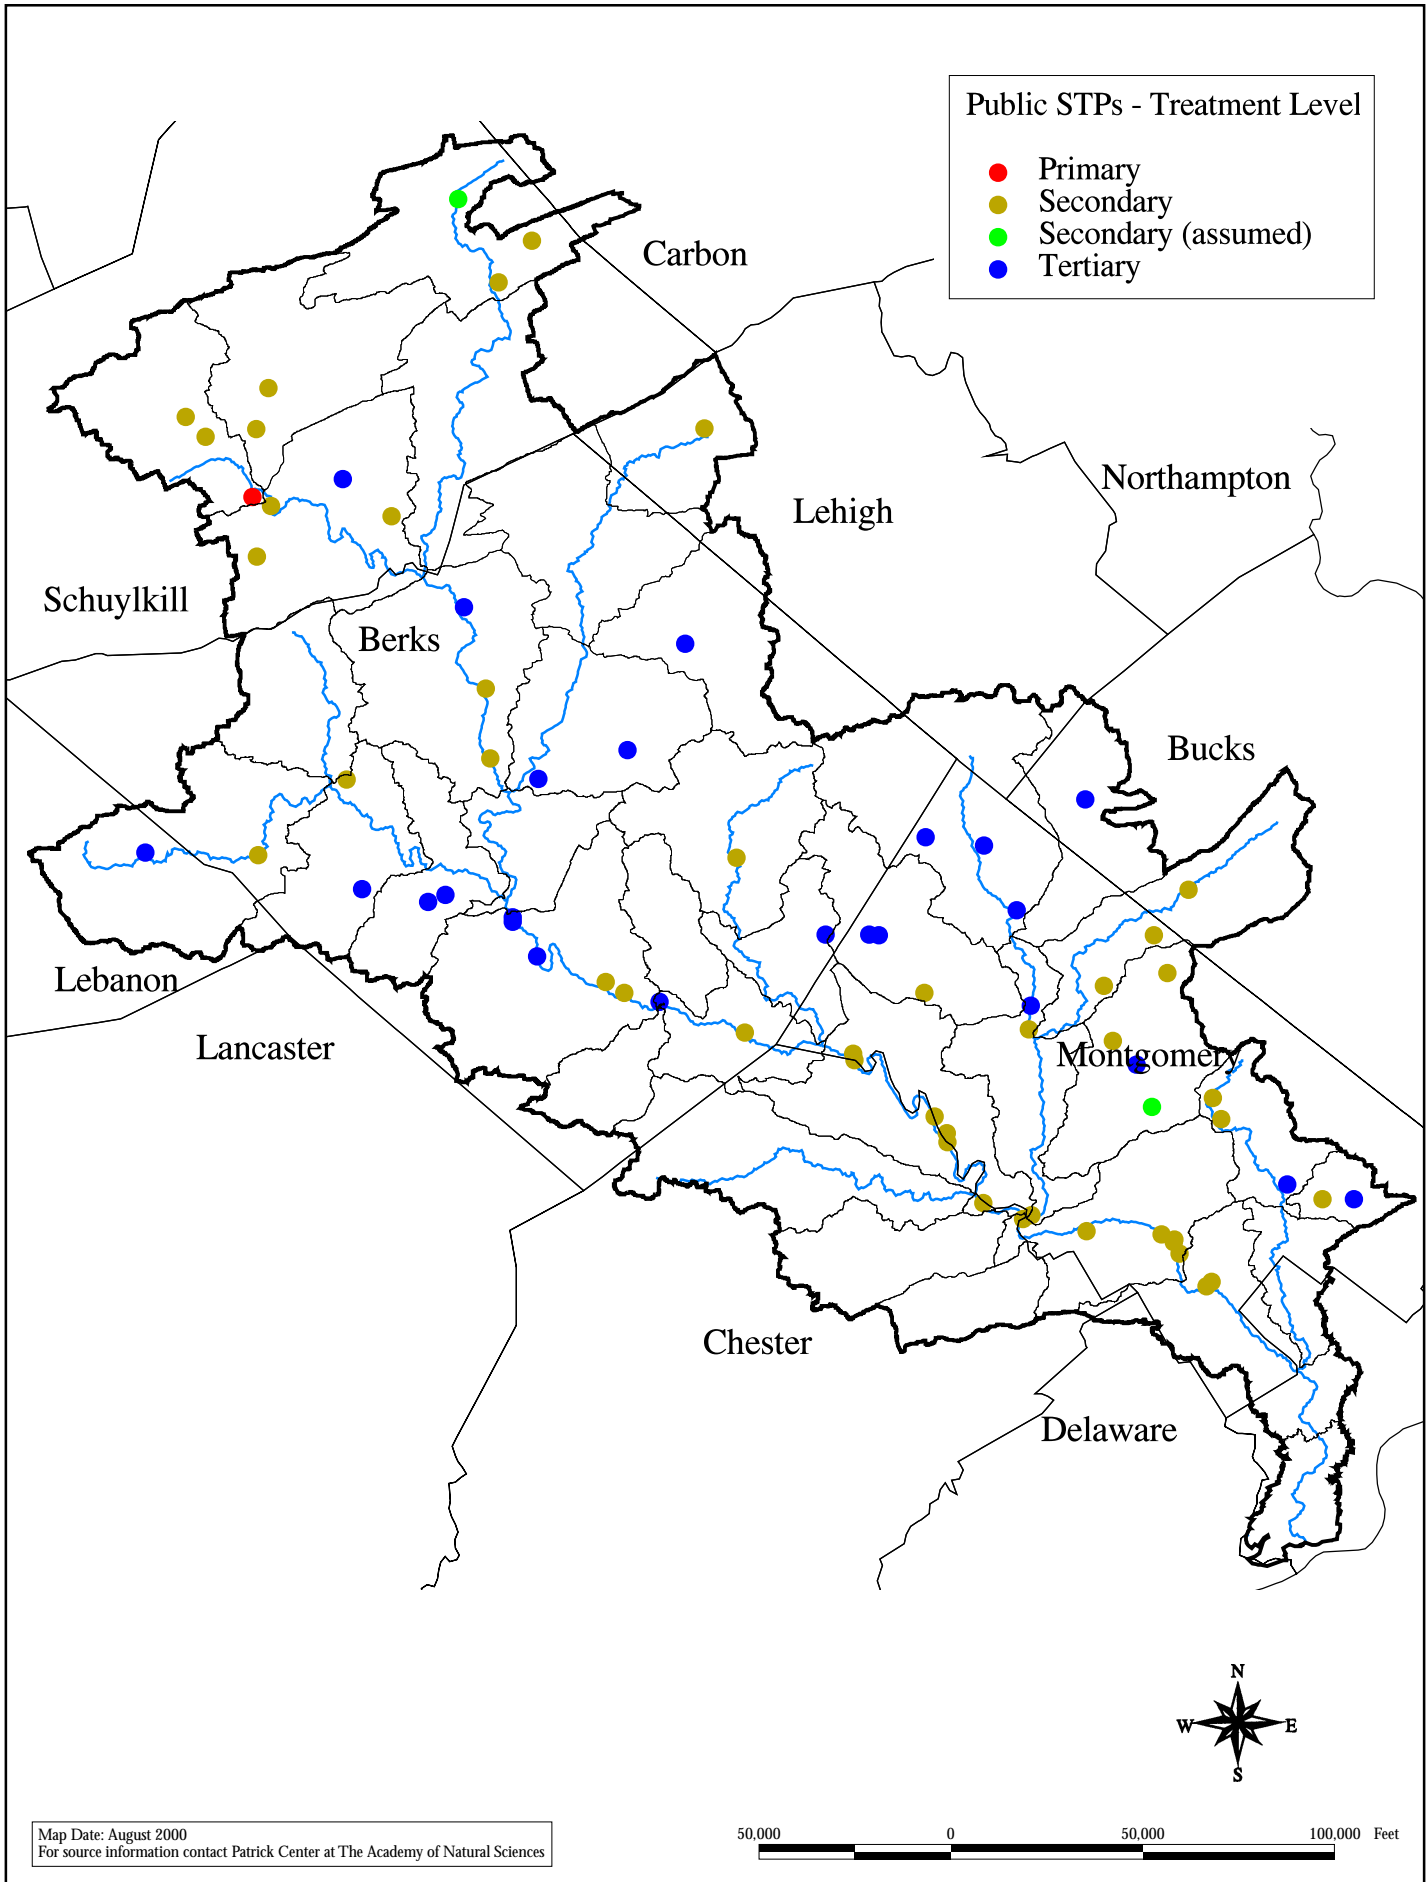 Public STPs - Treatment Level
Primary
Secondary
Secondary (assumed)
Tertiary
Carbon
Northampton
Lehigh
Schuylkill
Berks
Bucks
Lebanon
Lancaster
Montgomery
Chester
Delaware
N
W E
S
Map Date: August 2000
For source information contact Patrick Center at The Academy of Natural Sciences
50,000 0 50,000 100,000 Feet